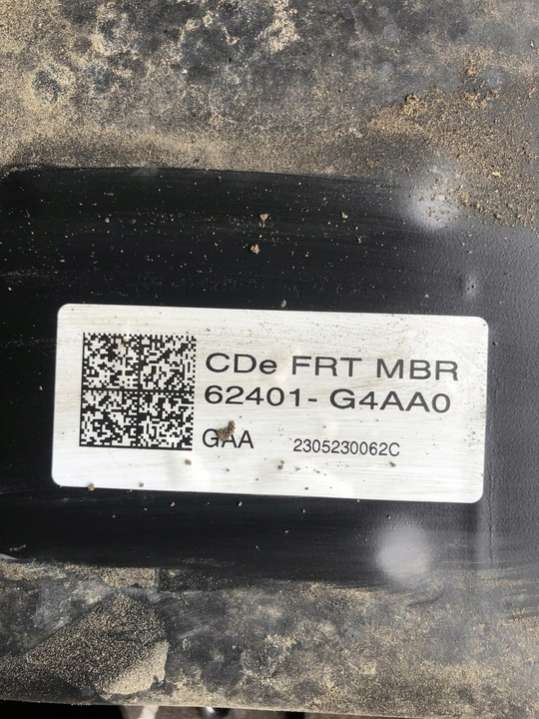 CDe FRT MBR
62401- G4AA0
GAA 2305230062C